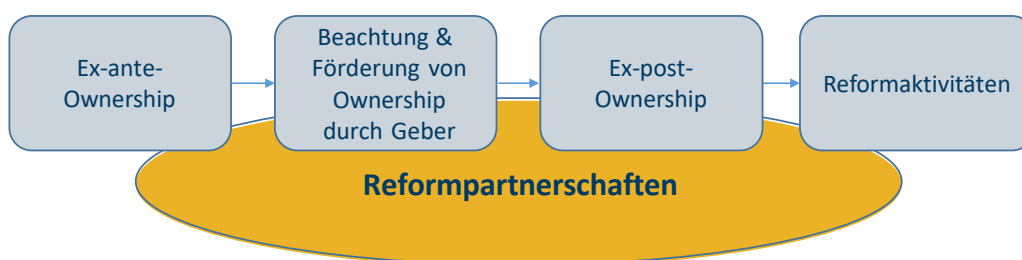 Ex-ante-
Ownership
Beachtung &
Förderung von
Ownership
durch Geber
Ex-post-
Ownership
Reformaktivitäten
Reformpartnerschaften